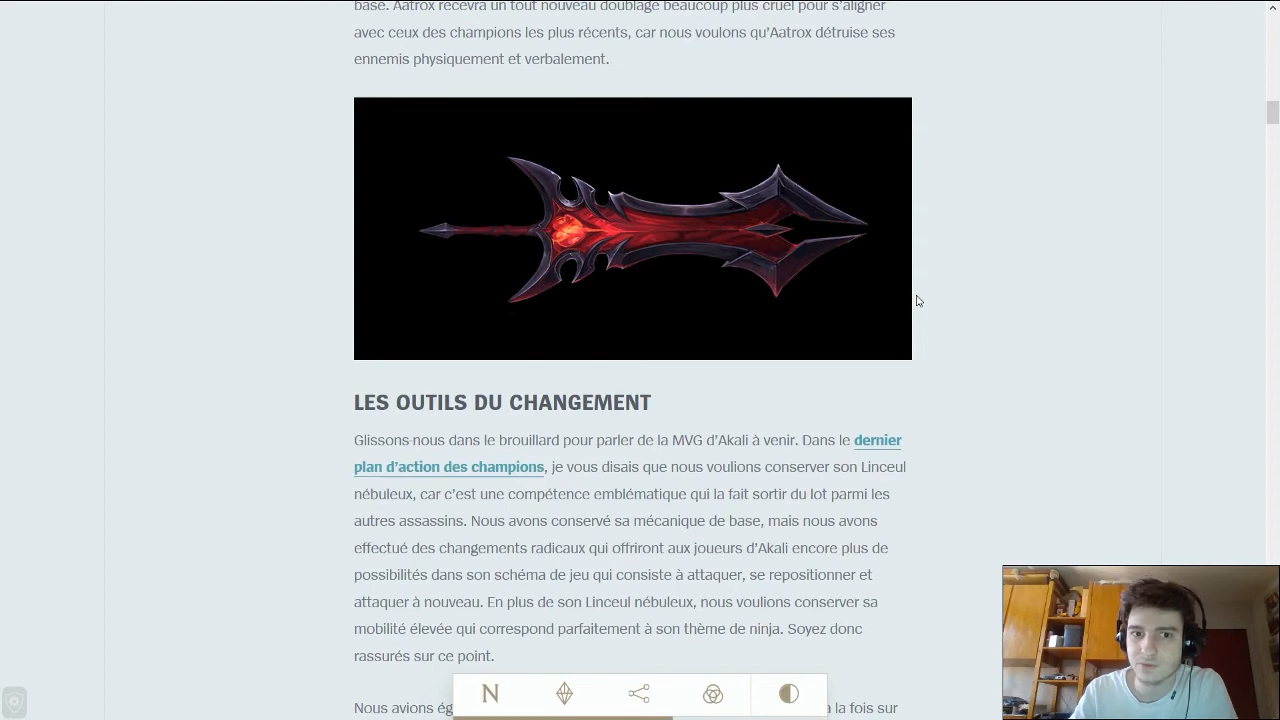 base. Aatrox recevra un tout nouveau doublage beaucoup plus cruel pour s'aligner
avec ceux des champions les plus récents, car nous voulons qu'Aatrox détruise ses
ennemis physiquement et verbalement.
LES OUTILS DU CHANGEMENT
Glissons-nous dans le brouillard pour parler de la MVG d'Akali à venir. Dans le dernier
plan d'action des champions, je vous disais que nous voulions conserver son Linceul
nébuleux, car c'est une compétence emblématique qui la fait sortir du lot parmi les
autres assassins. Nous avons conservé sa mécanique de base, mais nous avons
effectué des changements radicaux qui offriront aux joueurs d'Akali encore plus de
possibilités dans son schéma de jeu qui consiste à attaquer, se repositionner et
attaquer à nouveau. En plus de son Linceul nébuleux, nous voulions conserver sa
mobilité élevée qui correspond parfaitement à son thème de ninja. Soyez donc
rassurés sur ce point.
N
Nous avions ég à la fois sur